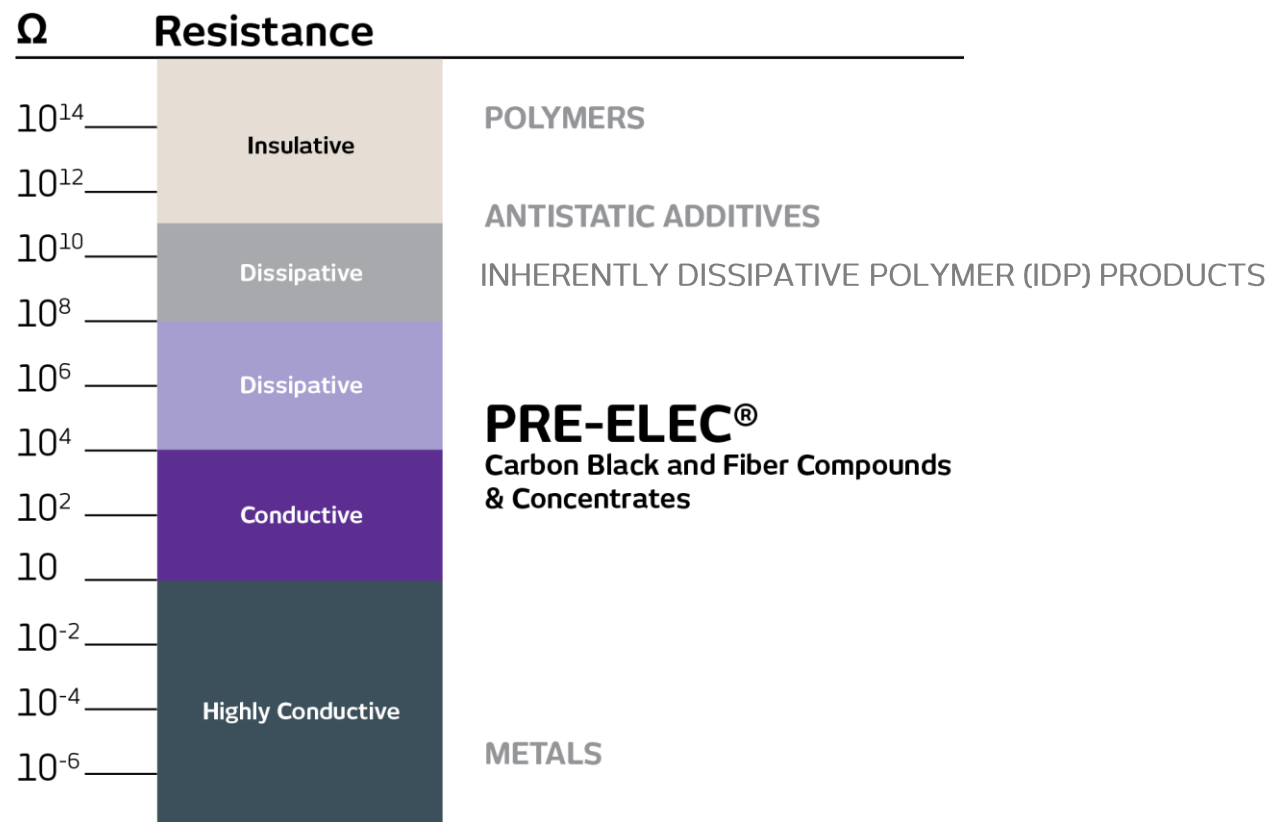 Ω Resistance
10¹⁴
POLYMERS
Insulative
10¹²
ANTISTATIC ADDITIVES
10¹⁰
Dissipative
INHERENTLY DISSIPATIVE POLYMER (IDP) PRODUCTS
10⁸
10⁶
Dissipative
PRE-ELEC®
10⁴
Carbon Black and Fiber Compounds
& Concentrates
10²
Conductive
10
10⁻²
10⁻⁴
Highly Conductive
METALS
10⁻⁶